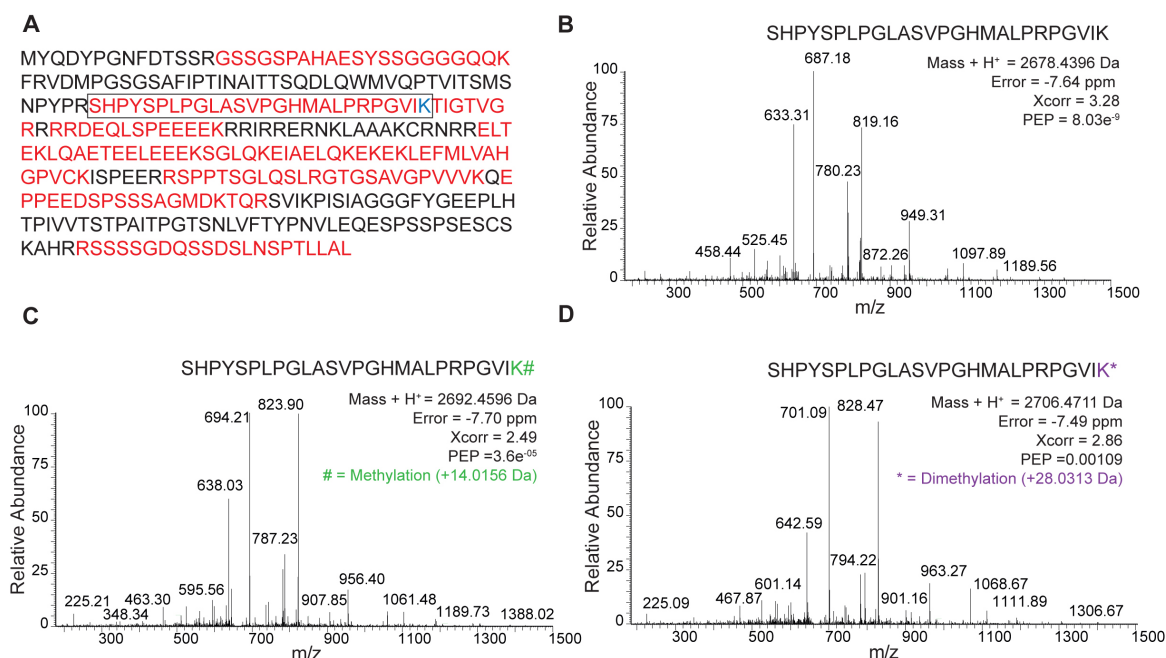 A
MYQDYPGNFDTSSRGSSGSPAHAESYSSGGGGQQK
FRVDMPGSGSAFIPTINAITTSQDLQWMVQPTVITSMS
NPYPRSHPYSPLPGLASVPGHMALPRPGVIKTIGTVG
RRRRDEQLSPEEEEKRRIRRERNKLAAAKCRNRRELT
EKLQAETEELEEEKSGLQKEIAELQKEKEKLEFMLVAH
GPVCKISPEERRSPPTSGLQSLRGTGSAVGPVVVKQE
PPEEDSPSSSAGMDKTQRSVIKPISIAGGGFYGEEPLH
TPIVVTSTPAITPGTSNLVFTYPNVLEQESPSSPSESCS
KAHRRSSSSGDQSSDSLNSPTLLAL
B
SHPYSPLPGLASVPGHMALPRPGVIK
Mass + H+ = 2678.4396 Da
Error = -7.64 ppm
Xcorr = 3.28
PEP = 8.03e-9
Relative Abundance
100
75
50
25
0
687.18
633.31
819.16
780.23
949.31
458.44
525.45
872.26
1097.89
1189.56
300 500 700 900 1100 1300 1500
m/z
C
SHPYSPLPGLASVPGHMALPRPGVIK#
Mass + H+ = 2692.4596 Da
Error = -7.70 ppm
Xcorr = 2.49
PEP =3.6e-05
# = Methylation (+14.0156 Da)
Relative Abundance
100
75
50
25
0
694.21
823.90
638.03
787.23
956.40
595.56
463.30
225.21
348.34
907.85
1061.48
1189.73
1388.02
300 500 700 900 1100 1300 1500
m/z
D
SHPYSPLPGLASVPGHMALPRPGVIK*
Mass + H+ = 2706.4711 Da
Error = -7.49 ppm
Xcorr = 2.86
PEP =0.00109
* = Dimethylation (+28.0313 Da)
Relative Abundance
100
75
50
25
0
701.09
828.47
642.59
794.22
963.27
601.14
467.87
225.09
901.16
1068.67
1111.89
1306.67
300 500 700 900 1100 1300 1500
m/z